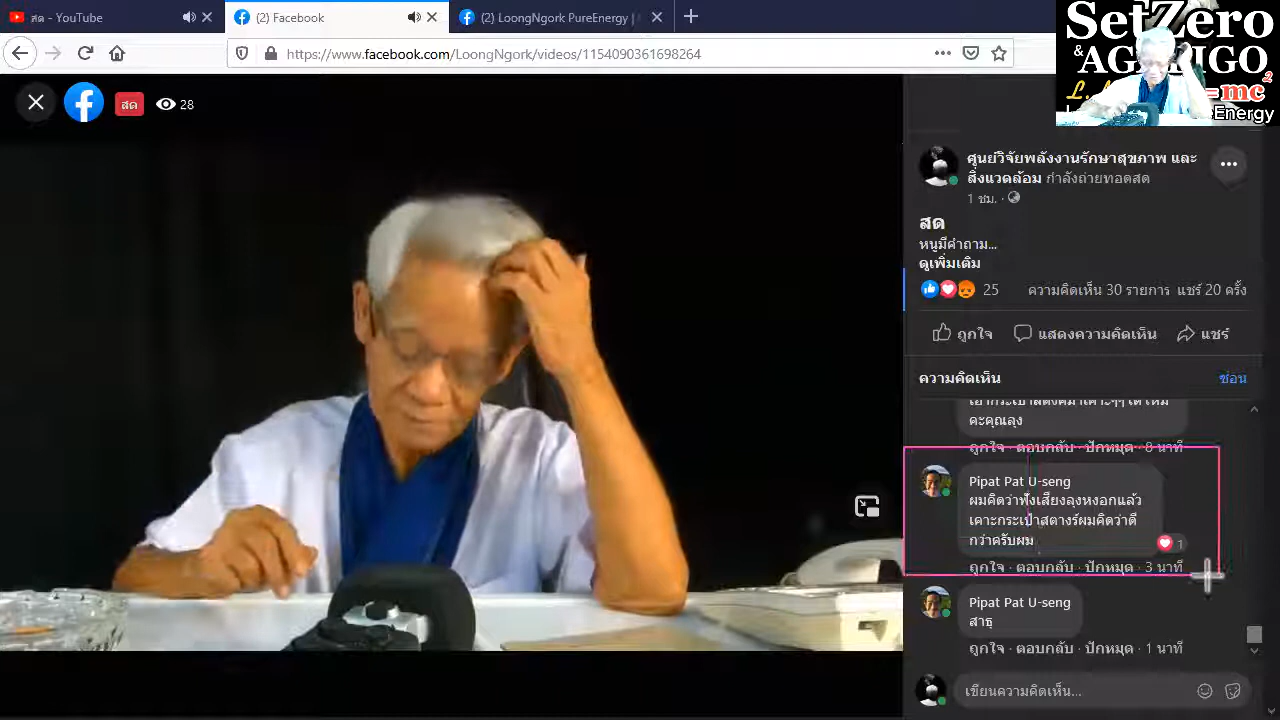 สด - YouTube
(2) Facebook
(2) LoongNgork PureEnergy |
https://www.facebook.com/LoongNgork/videos/1154090361698264
SetZero
&
=mc²
Energy
สด
28
ศูนย์วิจัยพลังงานรักษาสุขภาพ และ
สิ่งแวดล้อม กำลังถ่ายทอดสด
1 ชม.
สด
หนูมีคำถาม...
ดูเพิ่มเติม
25
ความคิดเห็น 30 รายการ แชร์ 20 ครั้ง
ถูกใจ
แสดงความคิดเห็น
แชร์
ความคิดเห็น
ซ่อน
คะคุณลุง
ถูกใจ · ตอบกลับ · ปักหมุด · 8 นาที
Pipat Pat U-seng
ผมคิดว่าฟังเสียงลุงหงอกแล้ว
เคาะกระเป๋าสตางร์ผมคิดว่าดี
กว่าครับผม
1
ถูกใจ · ตอบกลับ · ปักหมุด · 3 นาที
Pipat Pat U-seng
สาธุ
ถูกใจ · ตอบกลับ · ปักหมุด · 1 นาที
เขียนความคิดเห็น...